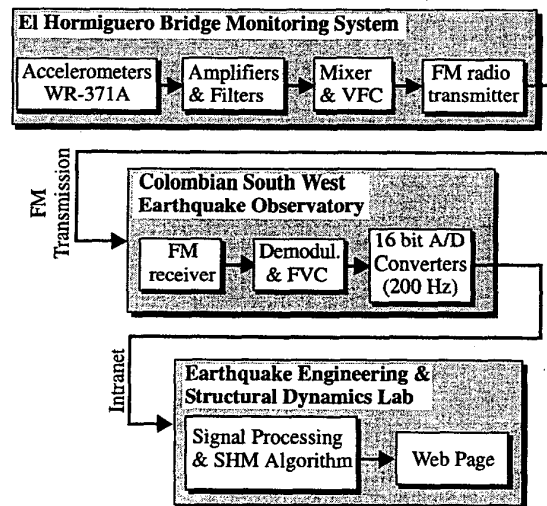 El Hormiguero Bridge Monitoring System
Accelerometers
WR-371A
Amplifiers
& Filters
Mixer
& VFC
FM radio
transmitter
FM
Transmission
Colombian South West
Earthquake Observatory
FM
receiver
Demodul.
& FVC
16 bit A/D
Converters
(200 Hz)
Intranet
Earthquake Engineering &
Structural Dynamics Lab
Signal Processing
& SHM Algorithm
Web Page